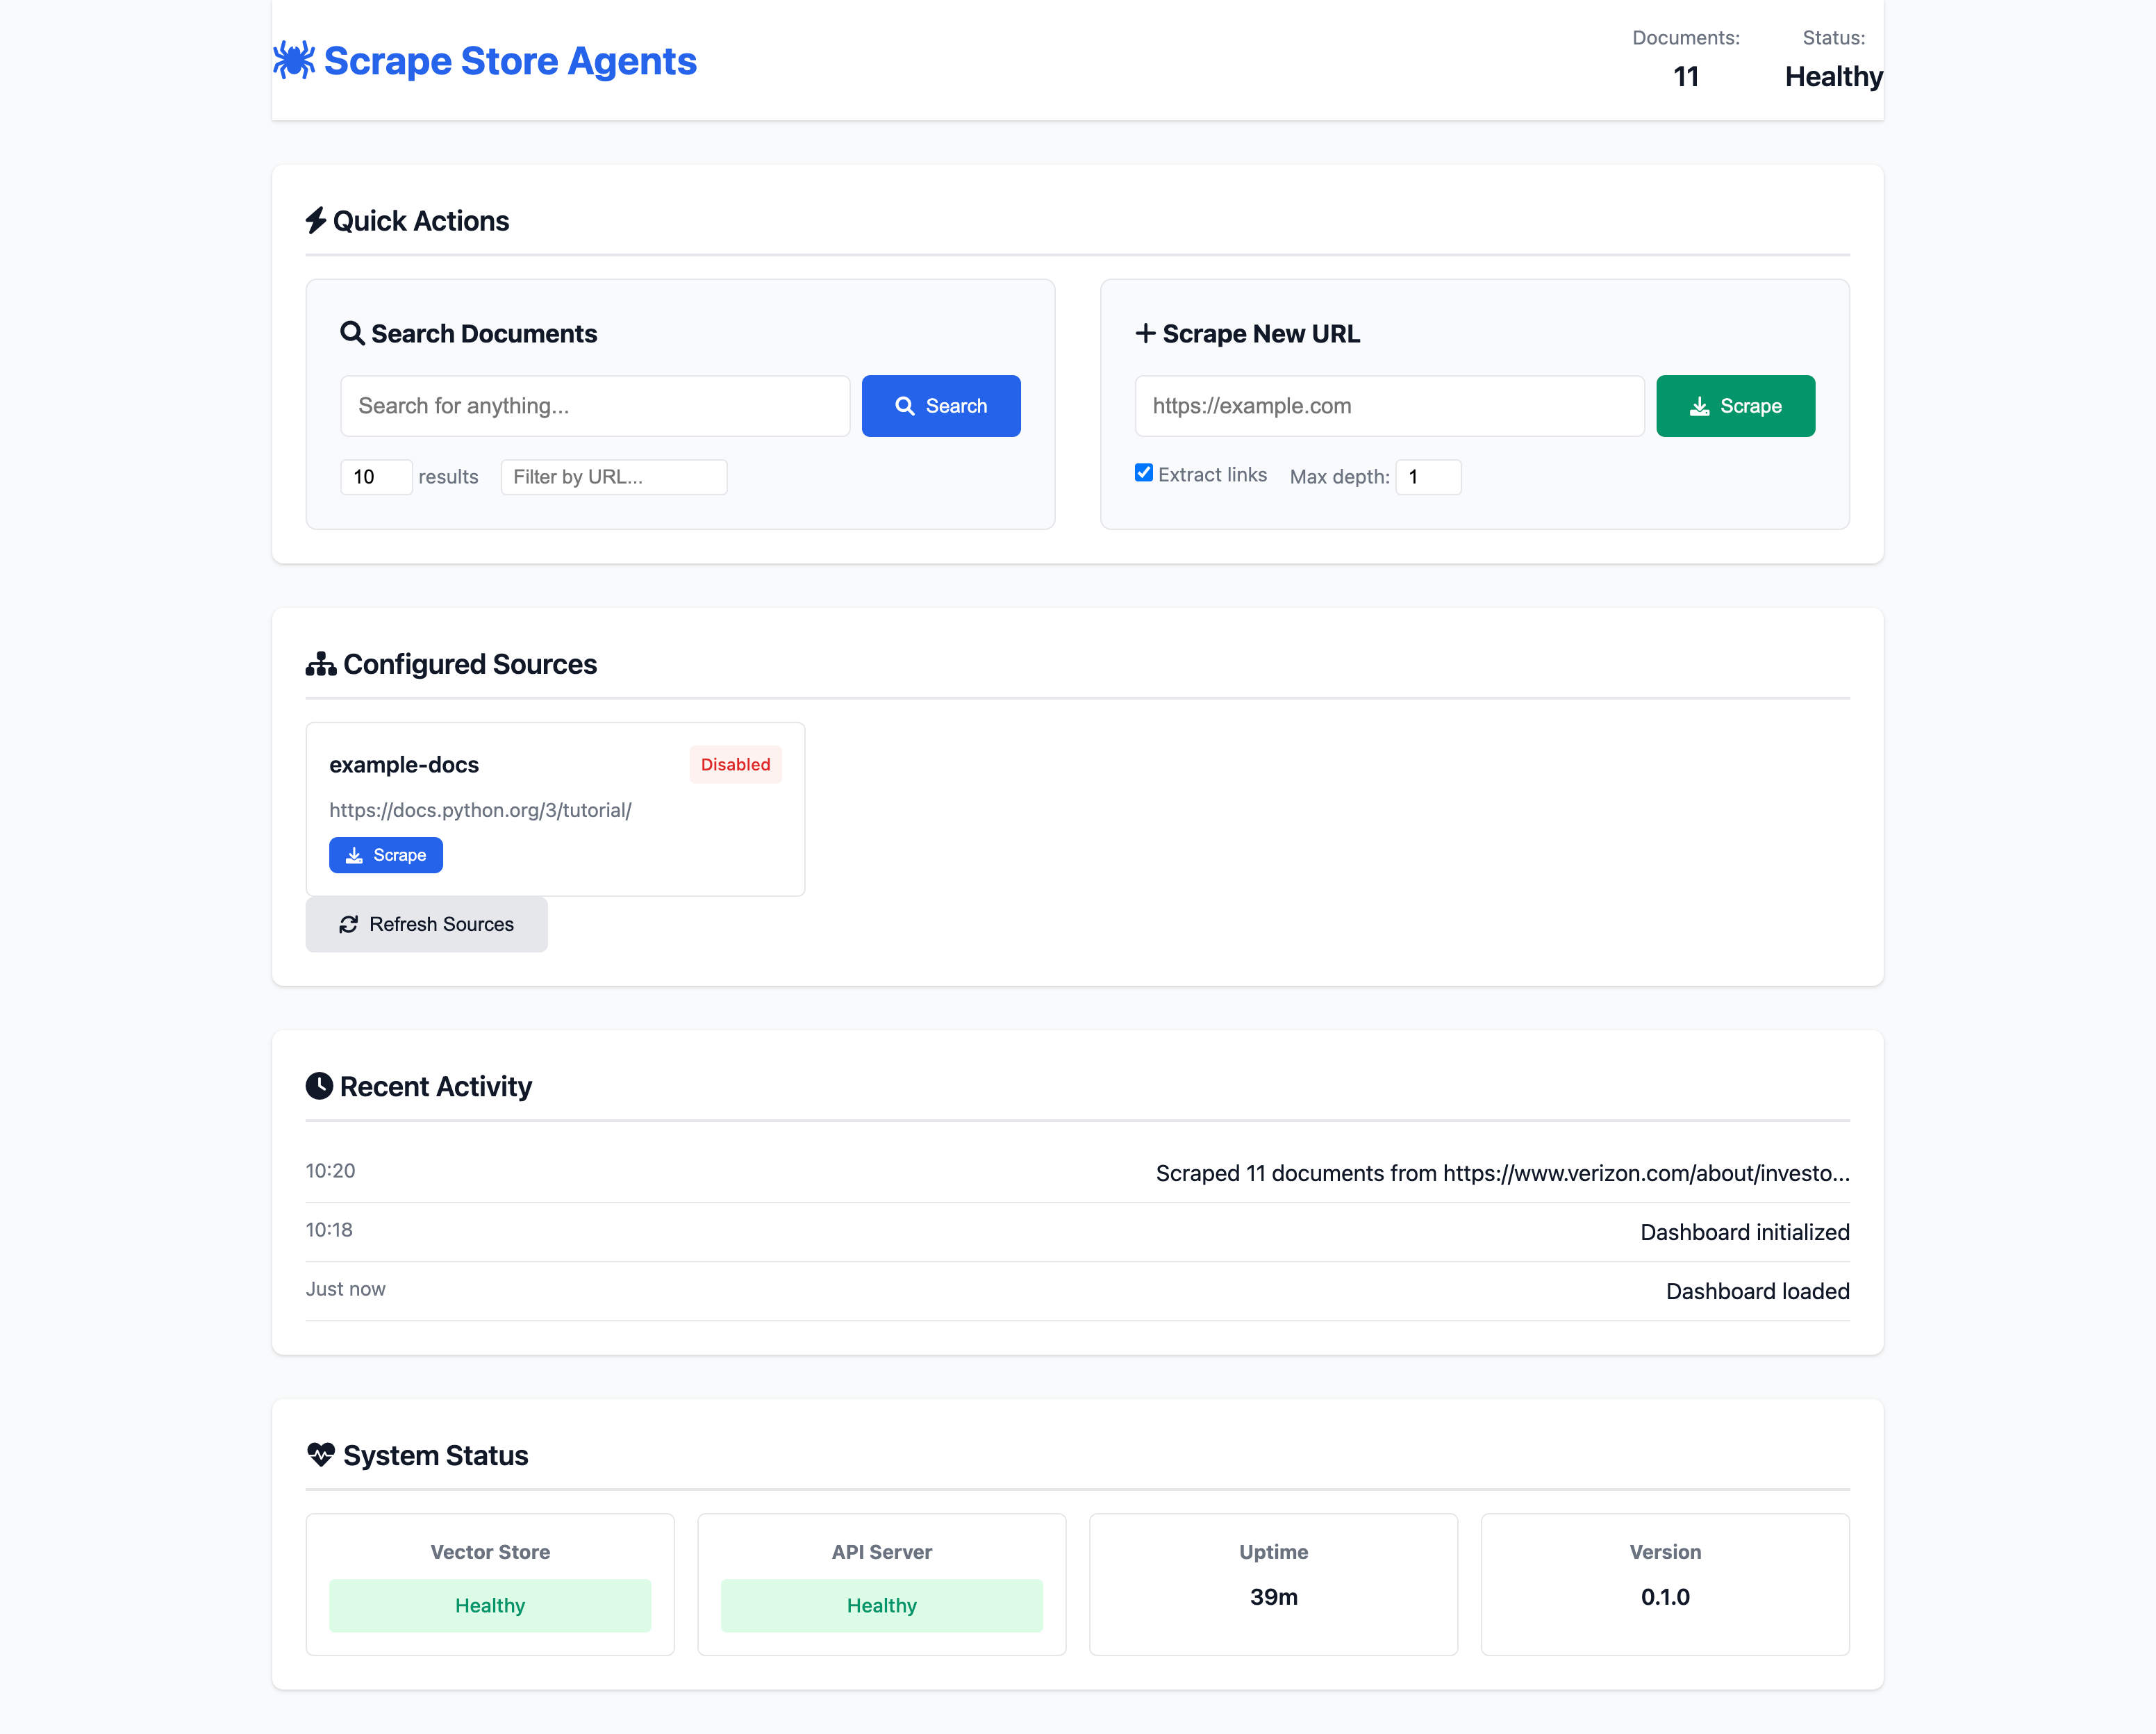 Scrape Store Agents
Documents:
11
Status:
Healthy
Quick Actions
Search Documents
Search for anything...
Search
10 results
Filter by URL...
Scrape New URL
https://example.com
Scrape
Extract links
Max depth: 1
Configured Sources
example-docs
Disabled
https://docs.python.org/3/tutorial/
Scrape
Refresh Sources
Recent Activity
10:20 Scraped 11 documents from https://www.verizon.com/about/investo...
10:18 Dashboard initialized
Just now Dashboard loaded
System Status
Vector Store
Healthy
API Server
Healthy
Uptime
39m
Version
0.1.0